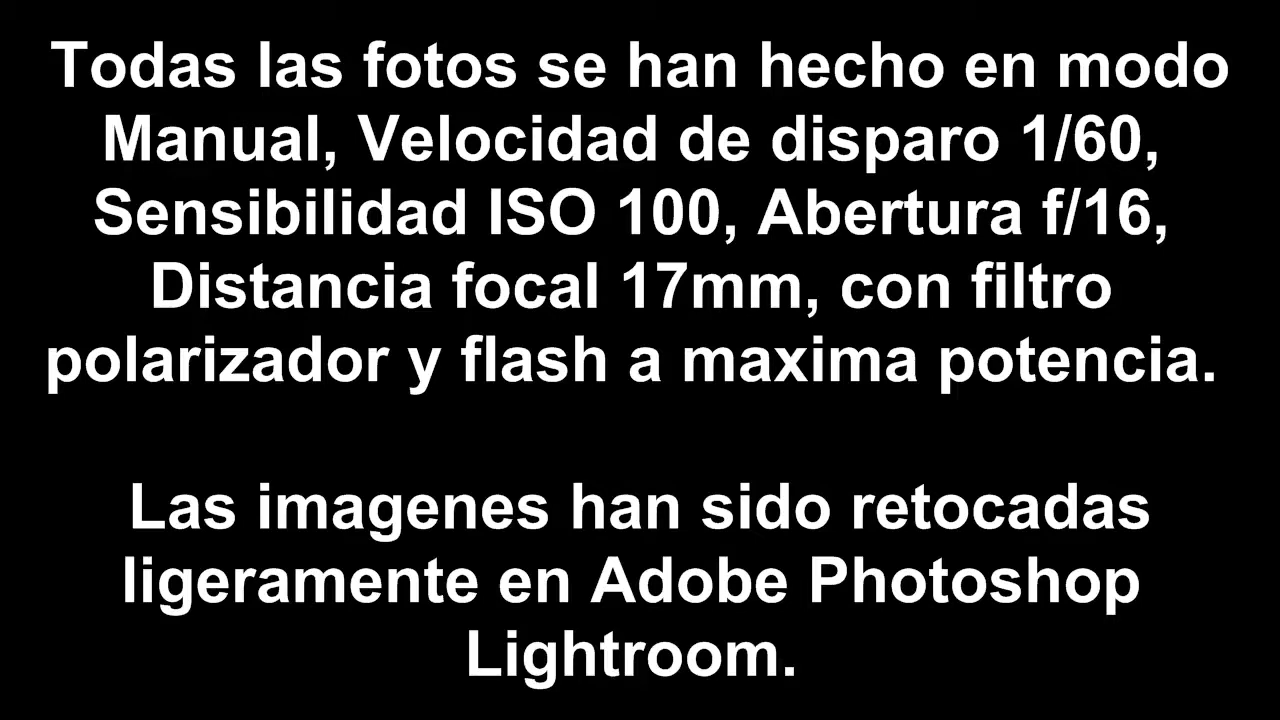 Todas las fotos se han hecho en modo
Manual, Velocidad de disparo 1/60,
Sensibilidad ISO 100, Abertura f/16,
Distancia focal 17mm, con filtro
polarizador y flash a maxima potencia.
Las imagenes han sido retocadas
ligeramente en Adobe Photoshop
Lightroom.